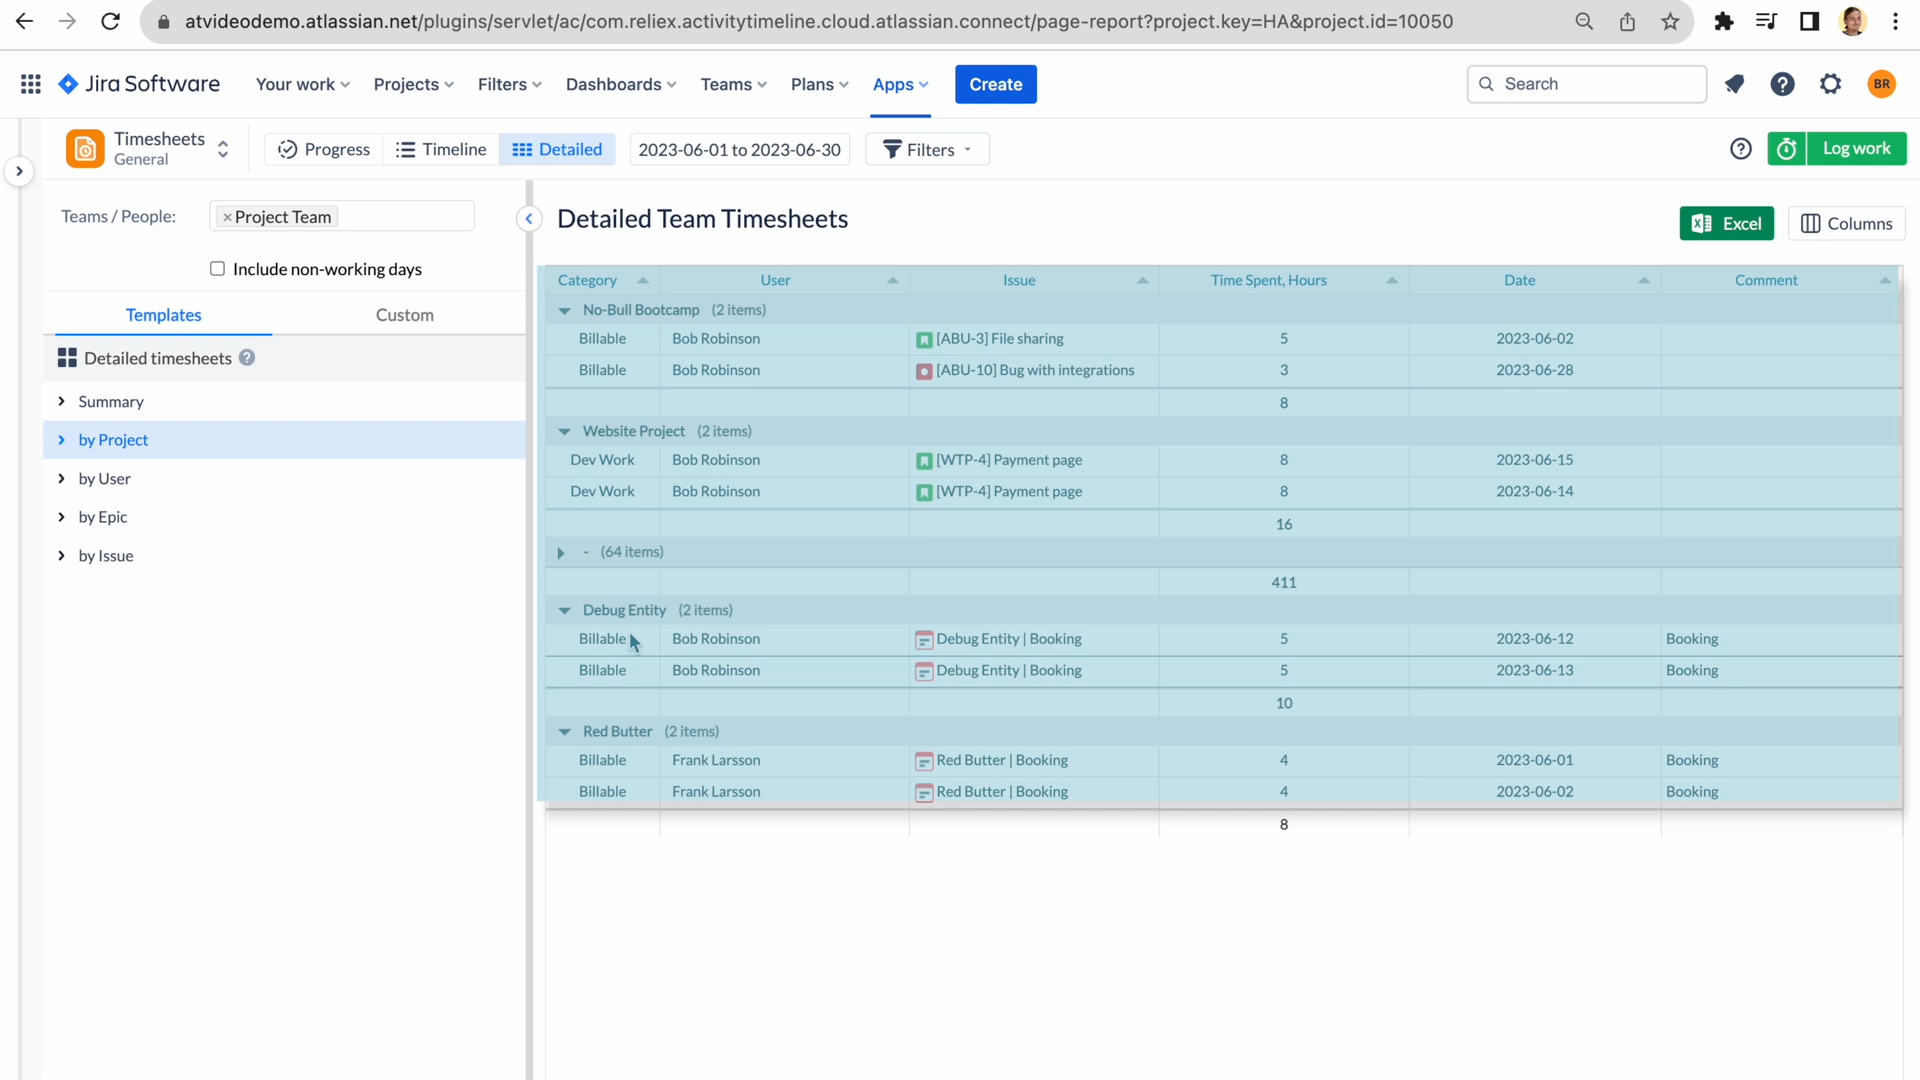 atvideodemo.atlassian.net/plugins/servlet/ac/com.reliex.activitytimeline.cloud.atlassian.connect/page-report?project.key=HA&project.id=10050
Jira Software Your work Projects Filters Dashboards Teams Plans Apps Create Search BR
Timesheets
General
Progress Timeline Detailed 2023-06-01 to 2023-06-30 Filters Log work
Teams / People: × Project Team
Include non-working days
Templates Custom
Detailed timesheets
Summary
by Project
by User
by Epic
by Issue
Detailed Team Timesheets Excel Columns
Category User Issue Time Spent, Hours Date Comment
No-Bull Bootcamp (2 items)
Billable Bob Robinson [ABU-3] File sharing 5 2023-06-02
Billable Bob Robinson [ABU-10] Bug with integrations 3 2023-06-28
8
Website Project (2 items)
Dev Work Bob Robinson [WTP-4] Payment page 8 2023-06-15
Dev Work Bob Robinson [WTP-4] Payment page 8 2023-06-14
16
- (64 items)
411
Debug Entity (2 items)
Billable Bob Robinson Debug Entity | Booking 5 2023-06-12 Booking
Billable Bob Robinson Debug Entity | Booking 5 2023-06-13 Booking
10
Red Butter (2 items)
Billable Frank Larsson Red Butter | Booking 4 2023-06-01 Booking
Billable Frank Larsson Red Butter | Booking 4 2023-06-02 Booking
8